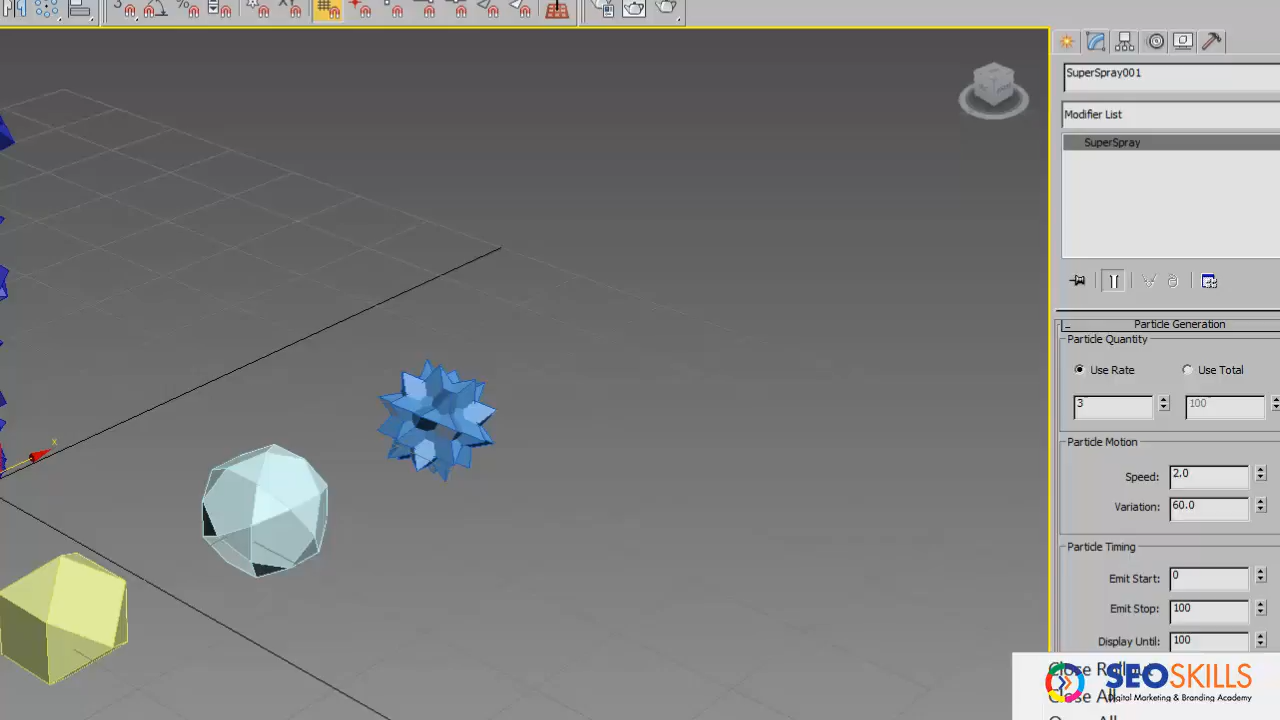 SuperSpray001
Modifier List
SuperSpray
Particle Generation
Particle Quantity
Use Rate
Use Total
3
100
Particle Motion
Speed: 2.0
Variation: 60.0
Particle Timing
Emit Start: 0
Emit Stop: 100
Display Until: 100
x
SEOSKILLS
Digital Marketing & Branding Academy